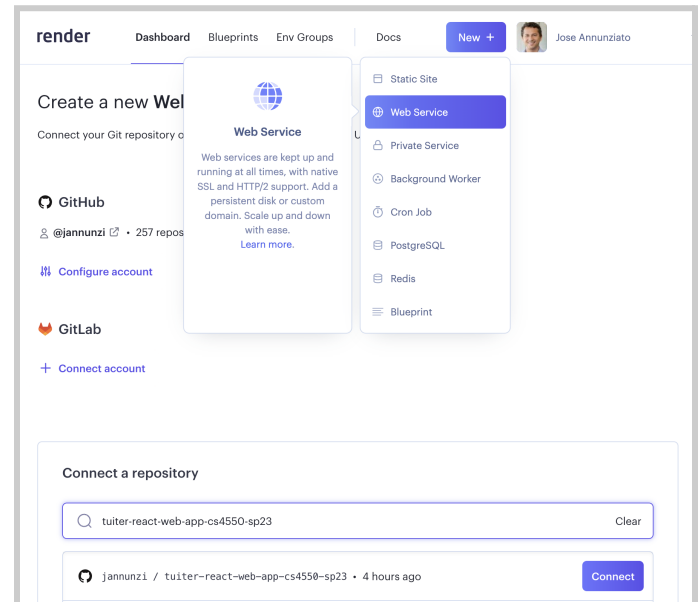 render
Dashboard
Blueprints
Env Groups
Docs
New +
Jose Annunziato
Create a new Wel
Connect your Git repository o
U
Web Service
Web services are kept up and
running at all times, with native
SSL and HTTP/2 support. Add a
persistent disk or custom
domain. Scale up and down
with ease.
Learn more.
Static Site
Web Service
Private Service
Background Worker
Cron Job
PostgreSQL
Redis
Blueprint
GitHub
@jannunzi • 257 repos
Configure account
GitLab
Connect account
Connect a repository
tuiter-react-web-app-cs4550-sp23
Clear
jannunzi / tuiter-react-web-app-cs4550-sp23 • 4 hours ago
Connect